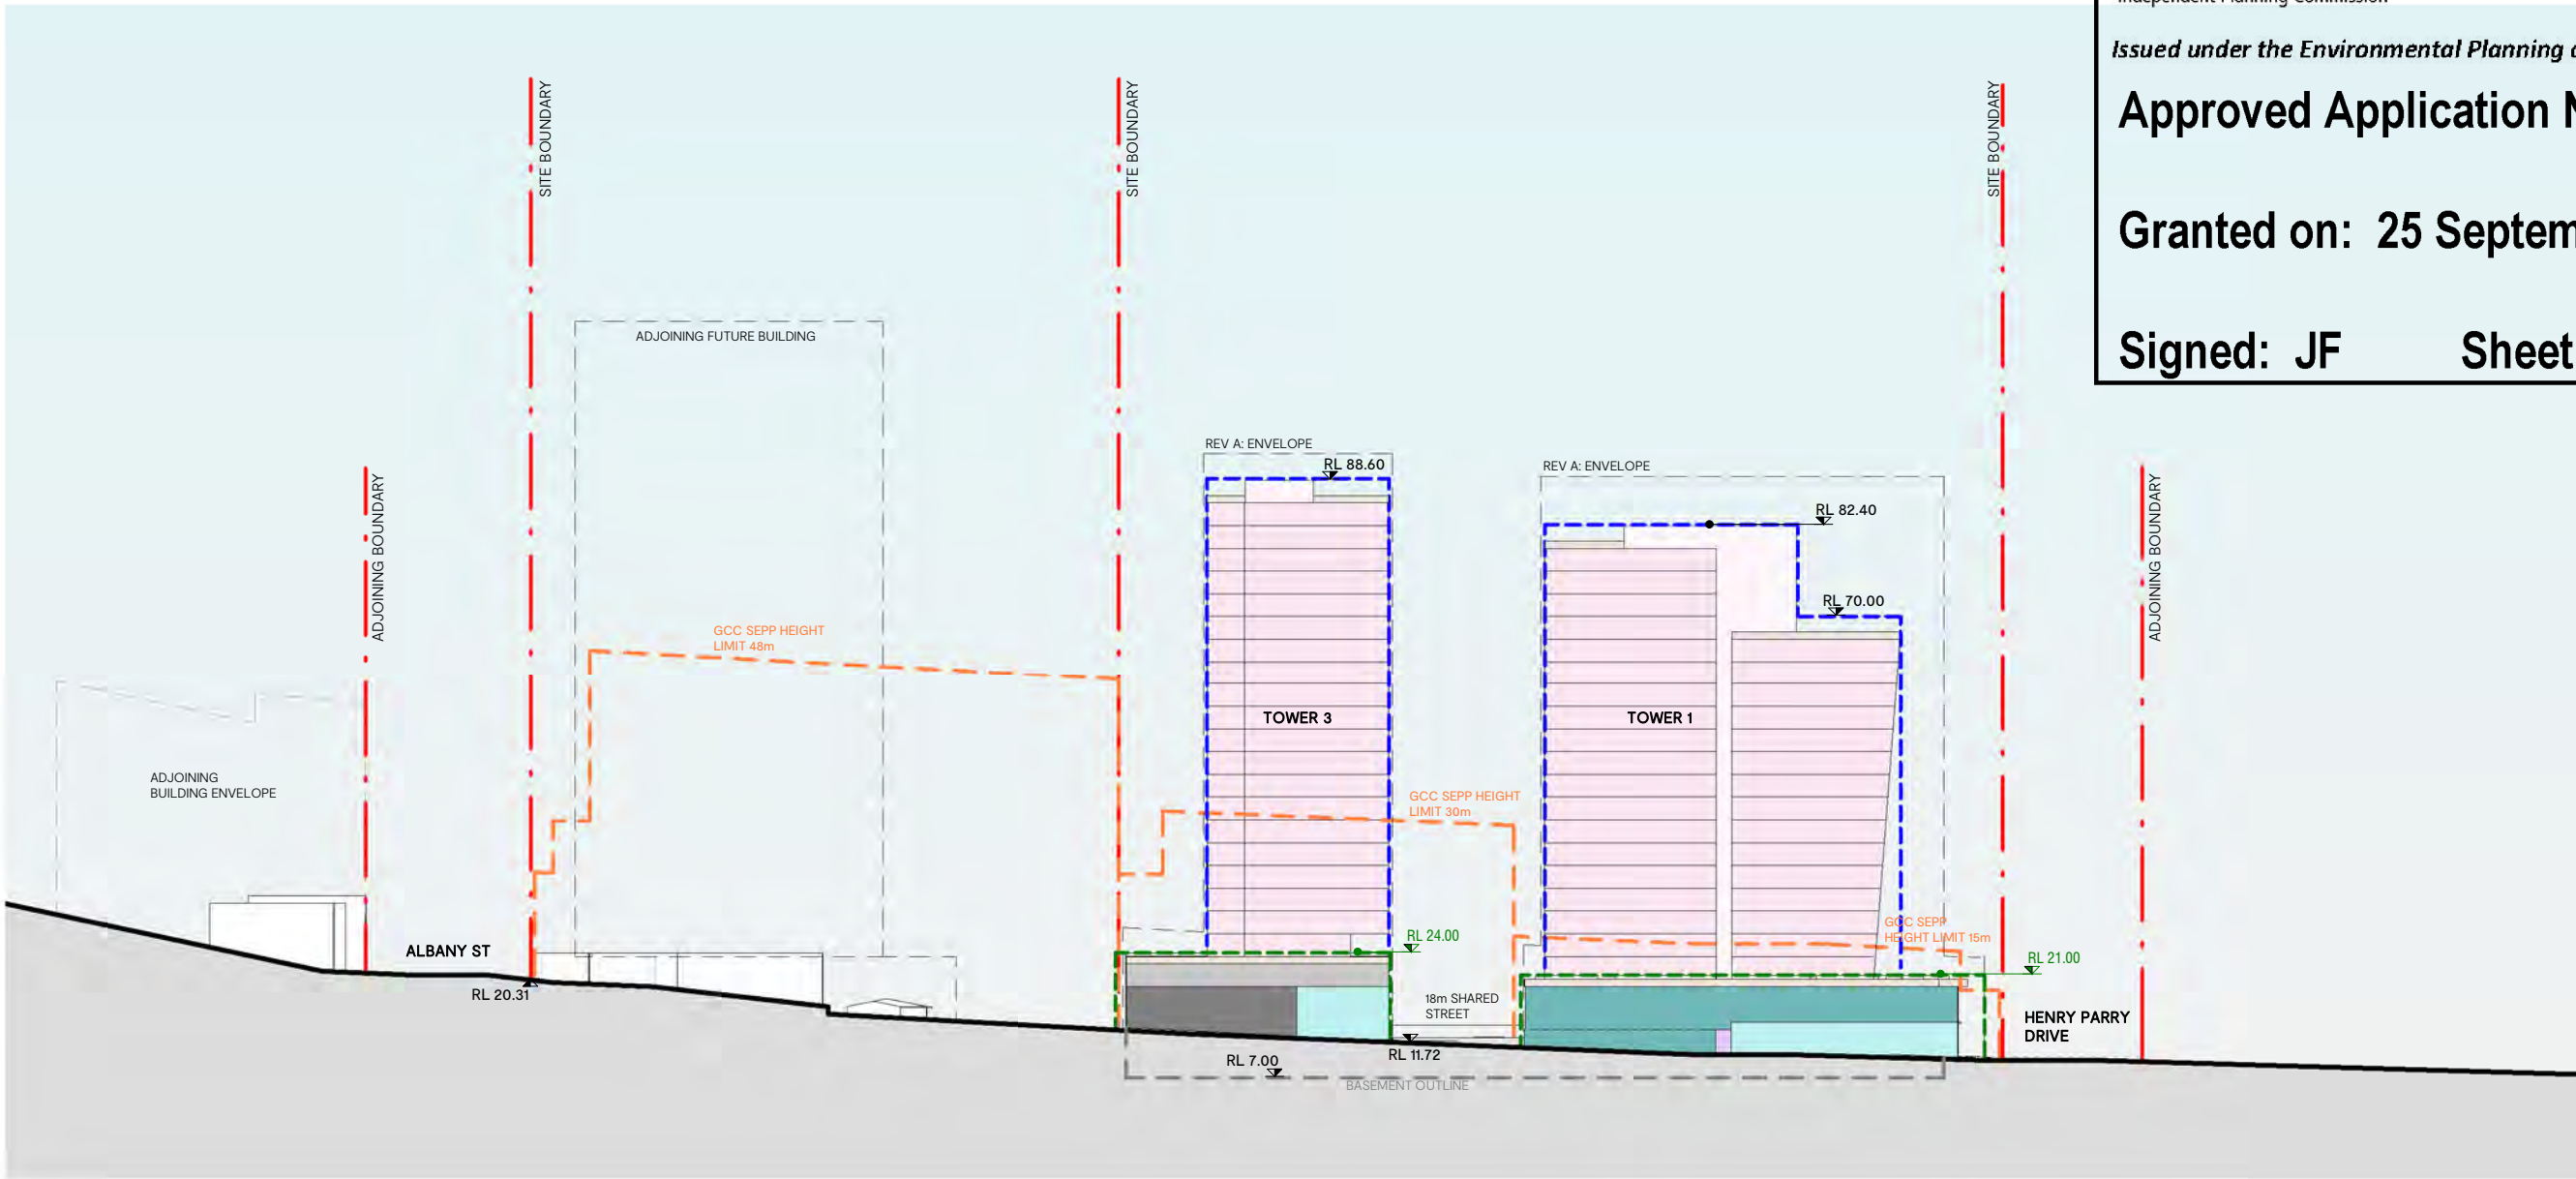 Independent Planning Commission
Issued under the Environmental Planning
Approved Application
Granted on: 25 Septem
Signed: JF Sheet
SITE BOUNDARY
SITE BOUNDARY
SITE BOUNDARY
ADJOINING FUTURE BUILDING
REV A: ENVELOPE
RL 88.60
REV A: ENVELOPE
RL 82.40
ADJOINING BOUNDARY
ADJOINING BOUNDARY
RL 70.00
GCC SEPP HEIGHT
LIMIT 48m
TOWER 3
TOWER 1
ADJOINING
BUILDING ENVELOPE
GCC SEPP HEIGHT
LIMIT 30m
GCC SEPP
HEIGHT LIMIT 15m
RL 24.00
ALBANY ST
RL 21.00
RL 20.31
18m SHARED
STREET
HENRY PARRY
DRIVE
RL 11.72
RL 7.00
BASEMENT OUTLINE